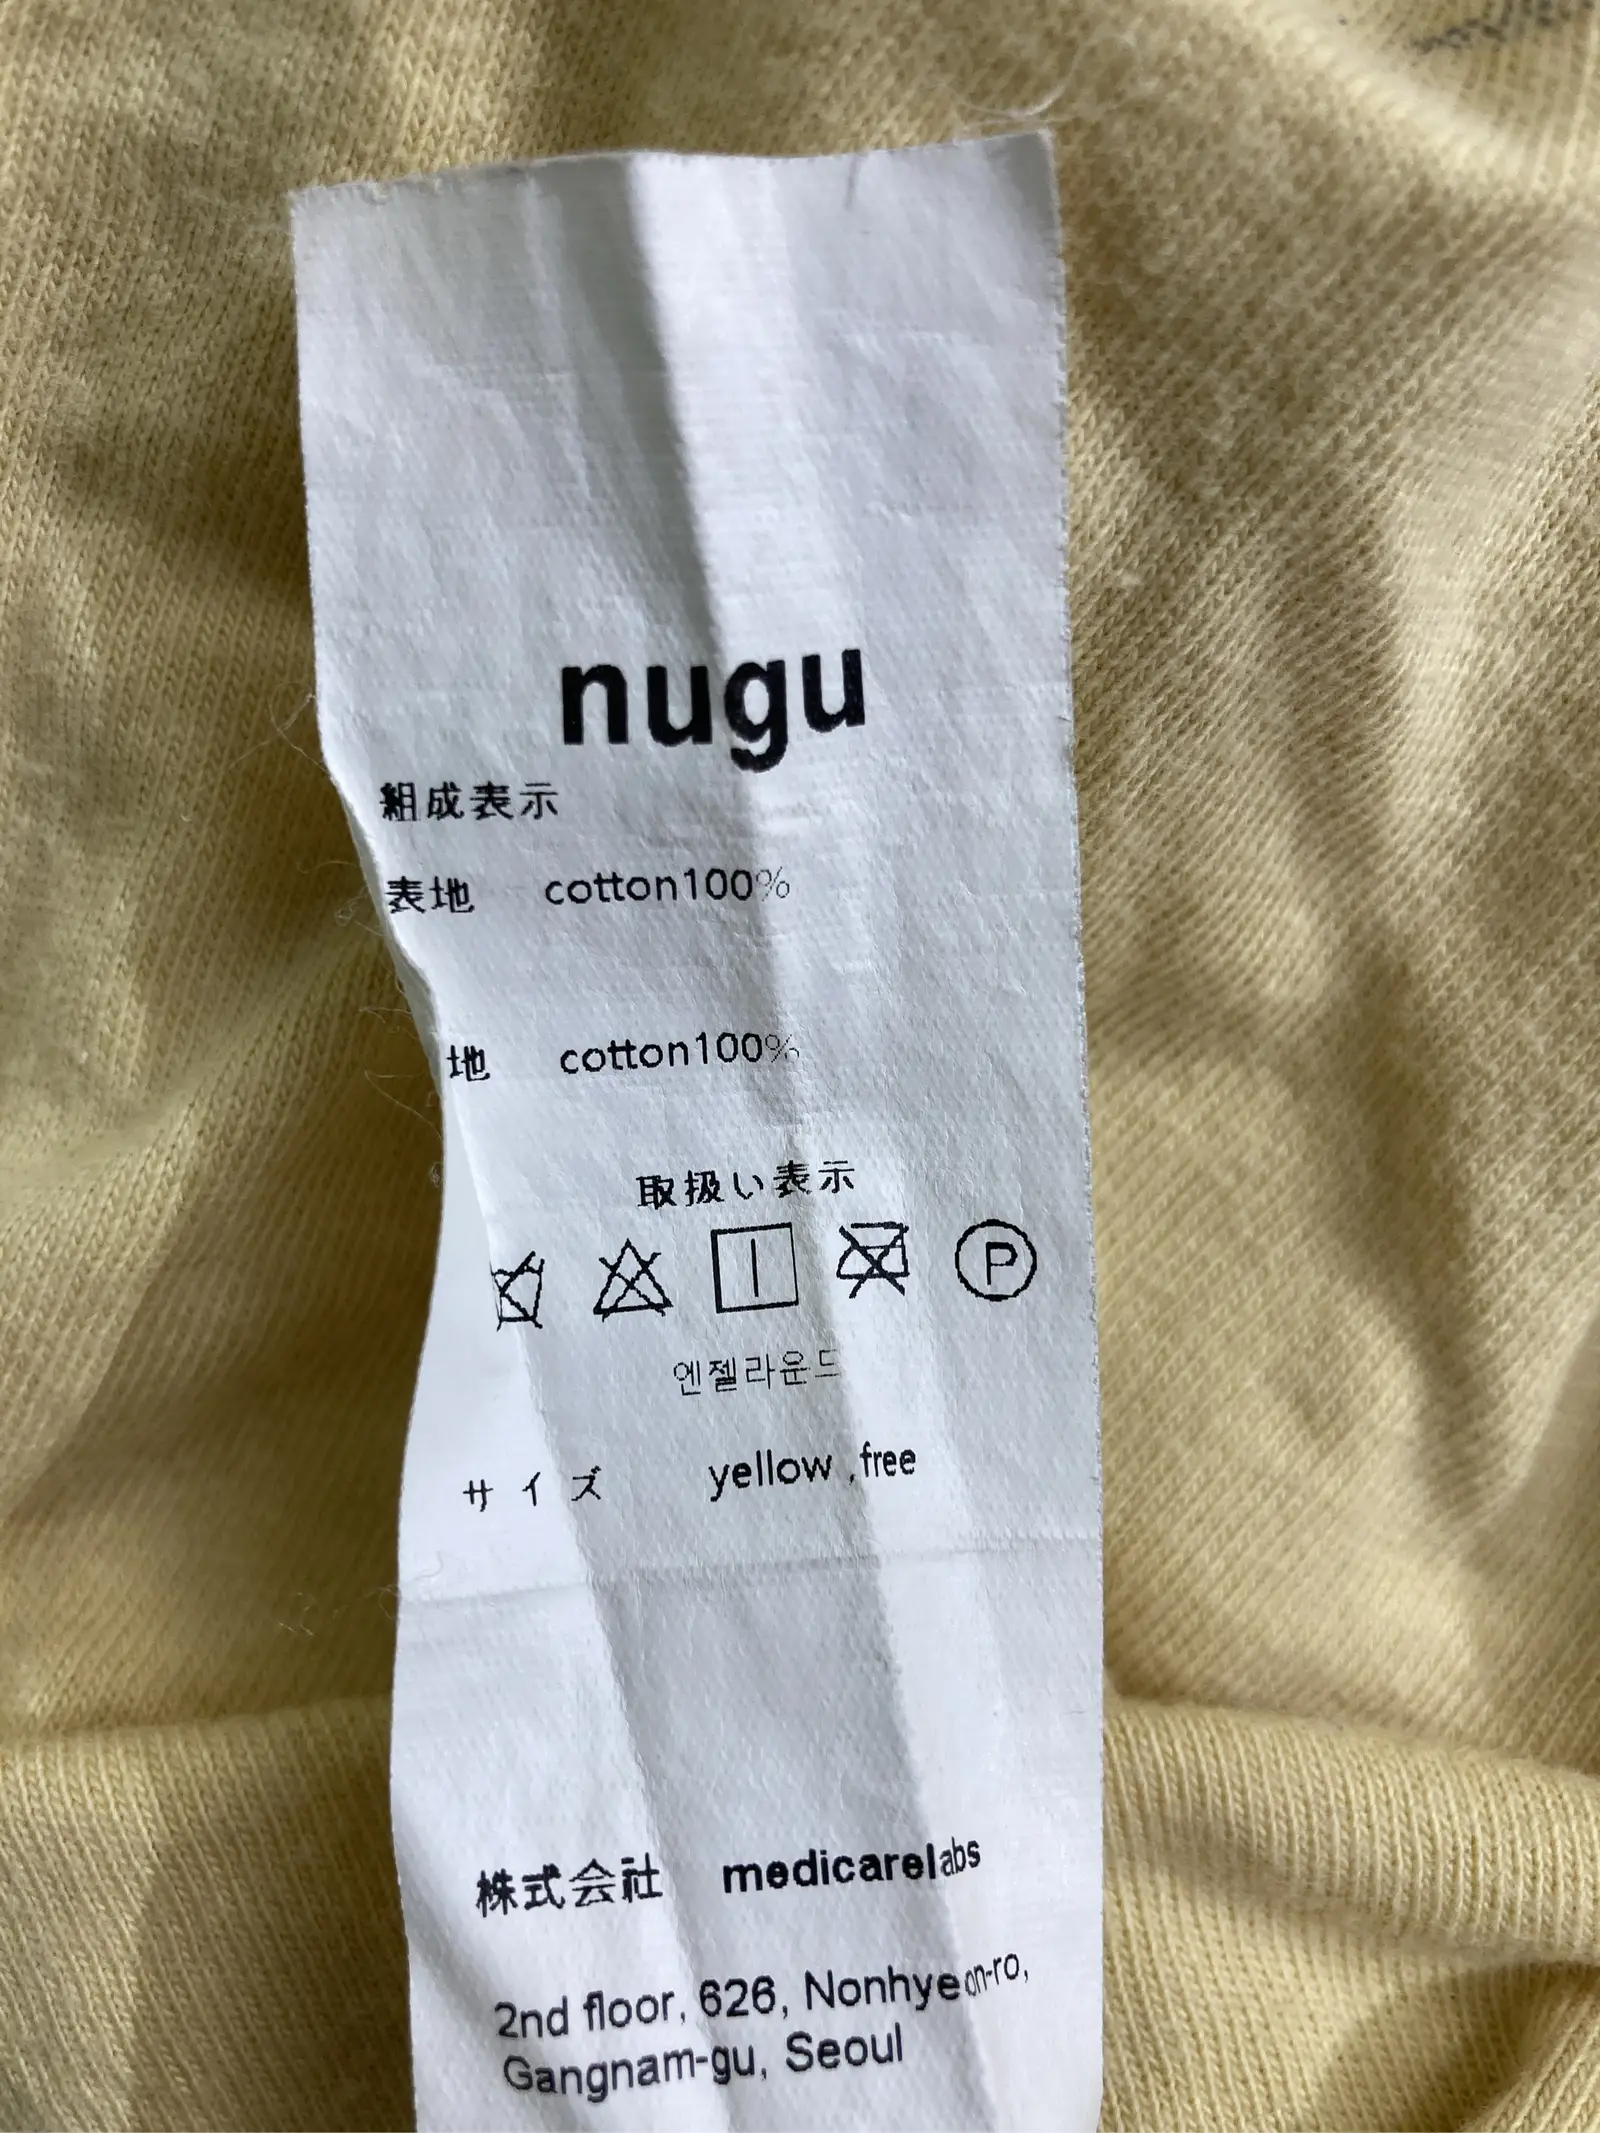 nugu
組成表示
表地 cotton100%
地 cotton100%
取扱い表示
P
엔젤라운드
サイズ yellow ,free
株式会社 medicarelabs
2nd floor, 626, Nonhyeon-ro,
Gangnam-gu, Seoul